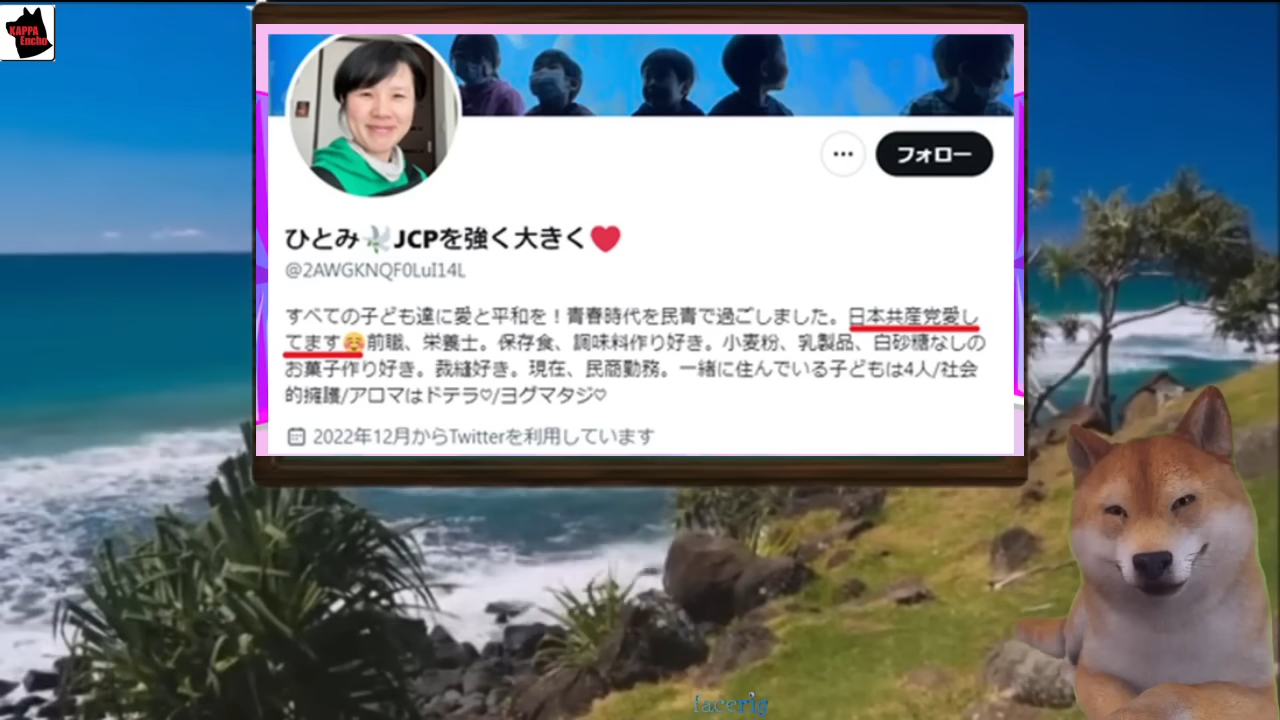 KAPPA
Encho
フォロー
ひとみ🕊️JCPを強く大きく❤️
@2AWGKNQF0LuI14L
すべての子ども達に愛と平和を！青春時代を民青で過ごしました。日本共産党愛し
てます☺️前職、栄養士。保存食、調味料作り好き。小麦粉、乳製品、白砂糖なしの
お菓子作り好き。裁縫好き。現在、民商勤務。一緒に住んでいる子どもは4人/社会
的擁護/アロマはドテラ♡/ヨグマタジ♡
2022年12月からTwitterを利用しています
facerig